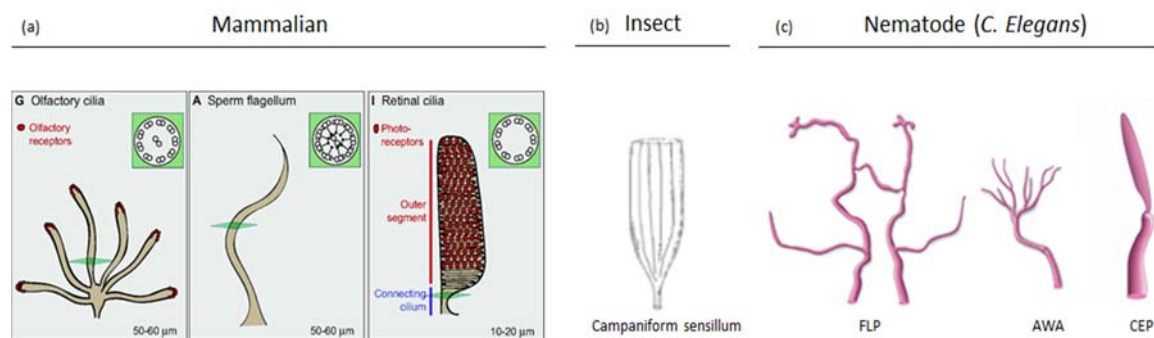 (a) Mammalian
(b) Insect
(c) Nematode (C. Elegans)
G Olfactory cilia
Olfactory
receptors
50-60 µm
A Sperm flagellum
50-60 µm
I Retinal cilia
Photo-
receptors
Outer
segment
Connecting
cilium
10-20 µm
Campaniform sensillum
FLP
AWA
CEP